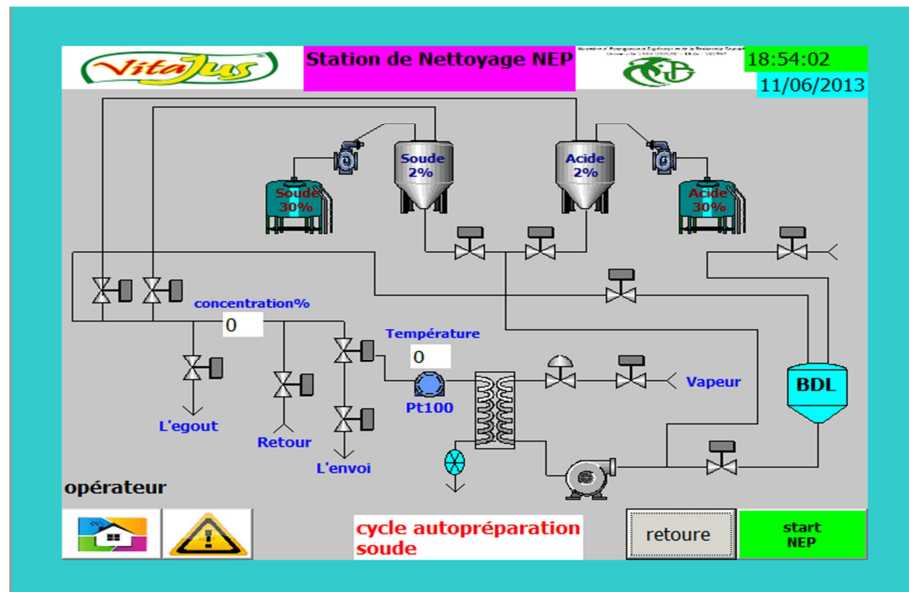 Vitajus
Station de Nettoyage NEP
18:54:02
11/06/2013
Soude
2%
Acide
2%
Soude
30%
Acide
30%
concentration%
0
Température
0
Pt100
Vapeur
BDL
L'egout
Retour
L'envoi
opérateur
cycle autopréparation
soude
retoure
start
NEP